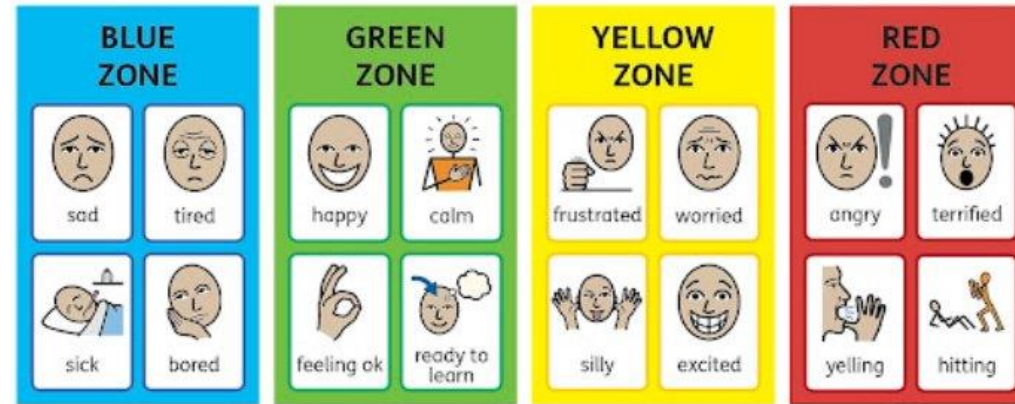 BLUE
ZONE
sad
tired
sick
bored
GREEN
ZONE
happy
calm
feeling ok
ready to
learn
YELLOW
ZONE
frustrated
worried
silly
excited
RED
ZONE
angry
terrified
yelling
hitting